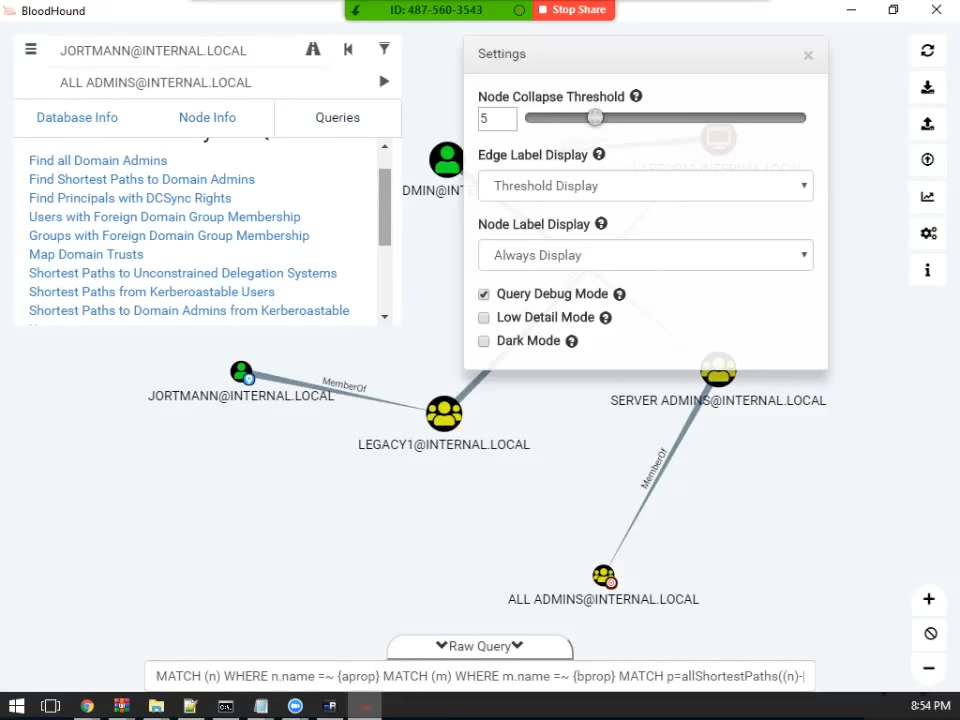 BloodHound
ID: 487-560-3543
Stop Share
JORTMANN@INTERNAL.LOCAL
ALL ADMINS@INTERNAL.LOCAL
Database Info
Node Info
Queries
Find all Domain Admins
Find Shortest Paths to Domain Admins
Find Principals with DCSync Rights
Users with Foreign Domain Group Membership
Groups with Foreign Domain Group Membership
Map Domain Trusts
Shortest Paths to Unconstrained Delegation Systems
Shortest Paths from Kerberoastable Users
Shortest Paths to Domain Admins from Kerberoastable
Settings
Node Collapse Threshold
5
Edge Label Display
Threshold Display
Node Label Display
Always Display
Query Debug Mode
Low Detail Mode
Dark Mode
DMIN@INTE
MemberOf
JORTMANN@INTERNAL.LOCAL
LEGACY1@INTERNAL.LOCAL
SERVER ADMINS@INTERNAL.LOCAL
MemberOf
ALL ADMINS@INTERNAL.LOCAL
Raw Query
MATCH (n) WHERE n.name =~ {aprop} MATCH (m) WHERE m.name =~ {bprop} MATCH p=allShortestPaths((n)-
8:54 PM